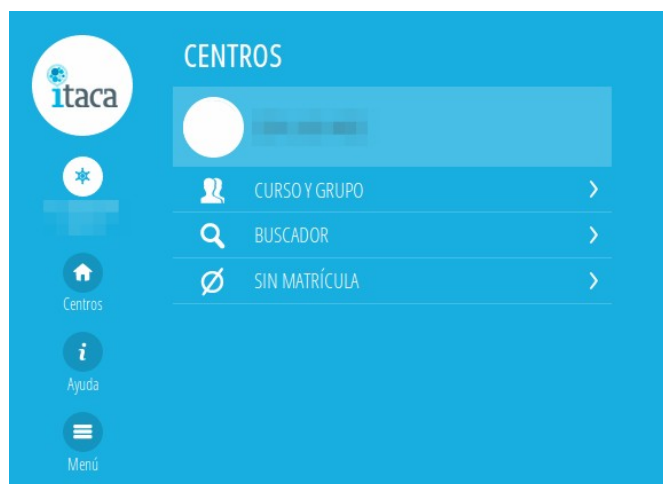 itaca
CENTROS
CURSO Y GRUPO
BUSCADOR
SIN MATRÍCULA
Centros
i
Ayuda
Menú